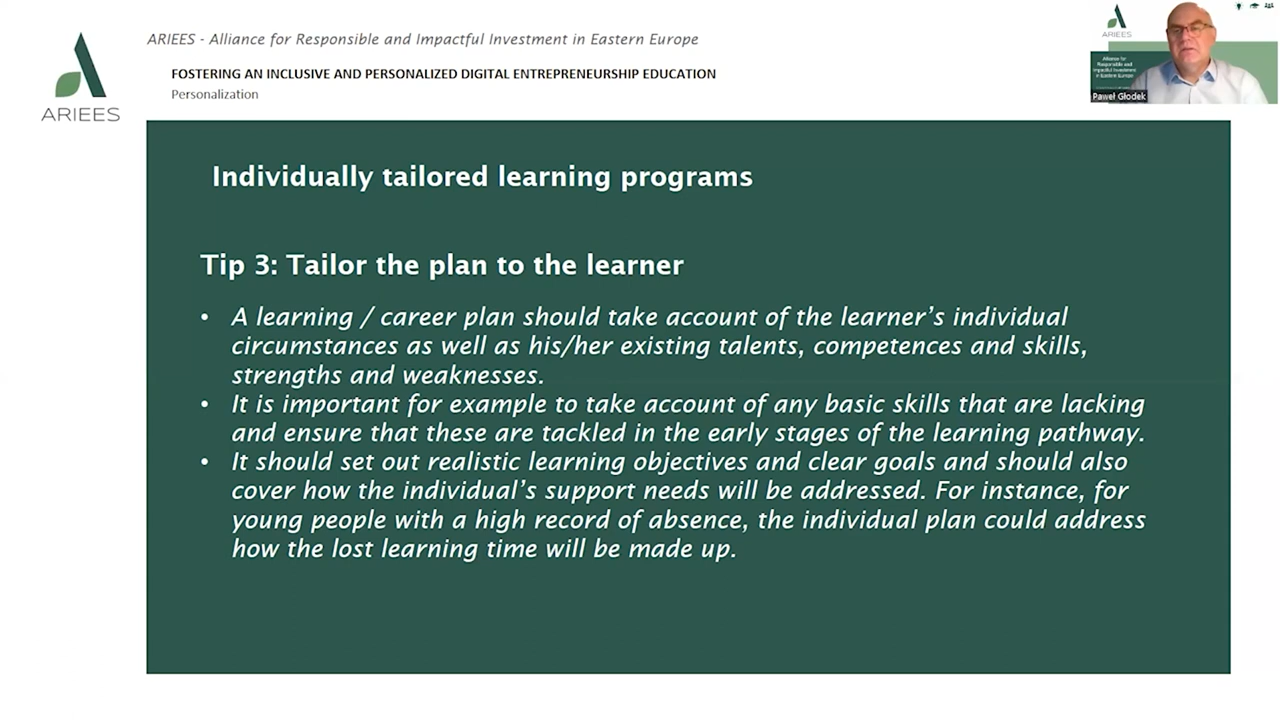 ARIEES - Alliance for Responsible and Impactful Investment in Eastern Europe
FOSTERING AN INCLUSIVE AND PERSONALIZED DIGITAL ENTREPRENEURSHIP EDUCATION
Personalization
ARIEES
ARIEES
Alliance for
Responsible and
Impactful Investment
in Eastern Europe
Paweł Głodek
Individually tailored learning programs
Tip 3: Tailor the plan to the learner
• A learning / career plan should take account of the learner's individual
circumstances as well as his/her existing talents, competences and skills,
strengths and weaknesses.
• It is important for example to take account of any basic skills that are lacking
and ensure that these are tackled in the early stages of the learning pathway.
• It should set out realistic learning objectives and clear goals and should also
cover how the individual's support needs will be addressed. For instance, for
young people with a high record of absence, the individual plan could address
how the lost learning time will be made up.